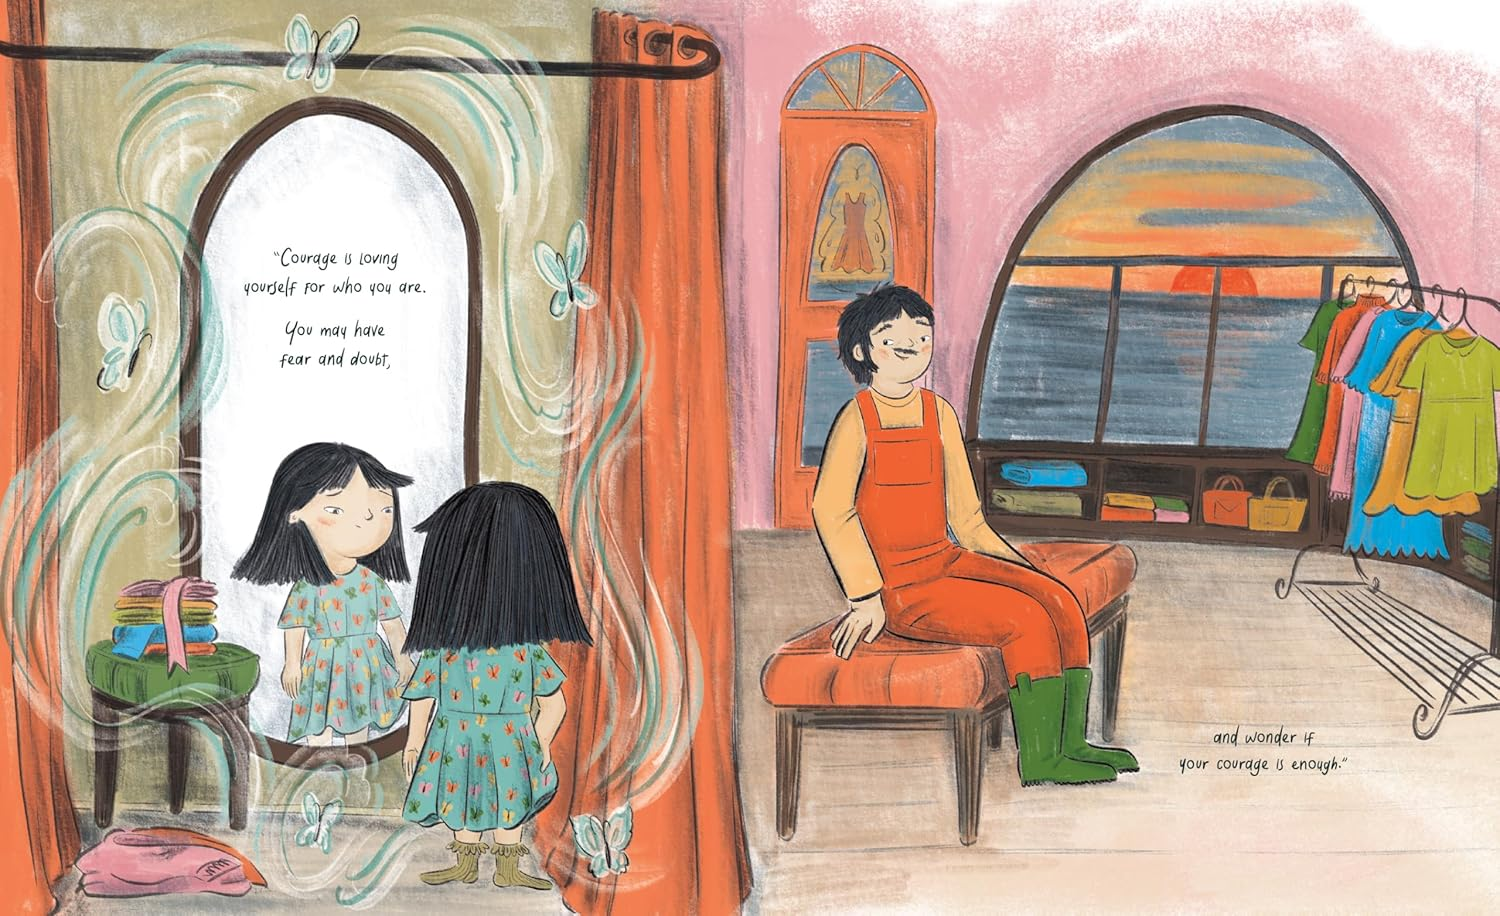 "Courage is loving
yourself for who you are.
You may have
fear and doubt,
and wonder if
your courage is enough."